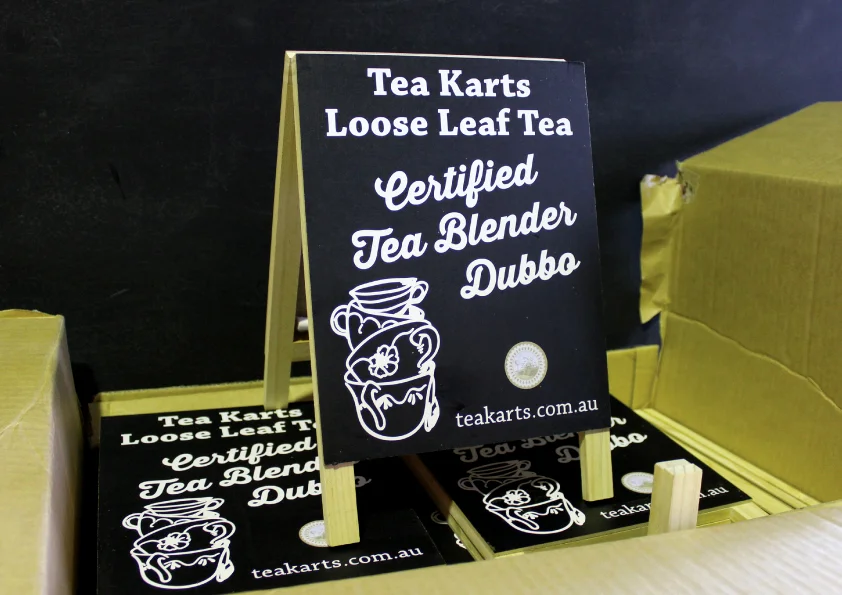 Tea Karts
Loose Leaf Tea
Certified
Tea Blender
Dubbo
teakarts.com.au
Tea Karts
Loose Leaf
Certified
Tea
teakarts.com.au
Tea Blender
Dubbo